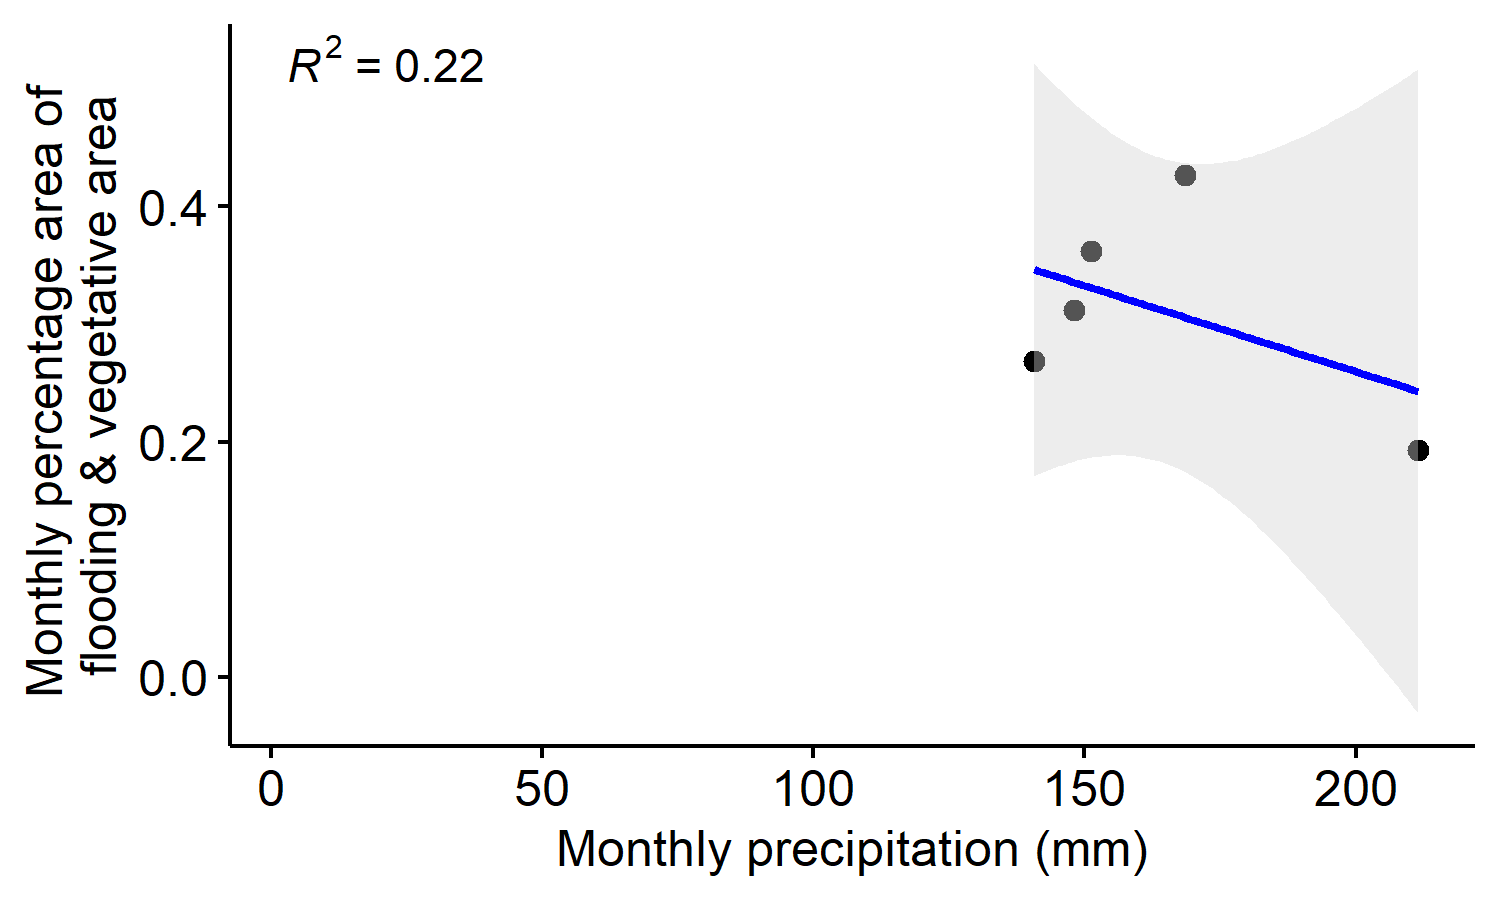 R² = 0.22
Monthly percentage area of
flooding & vegetative area
0.4
0.2
0.0
0 50 100 150 200
Monthly precipitation (mm)